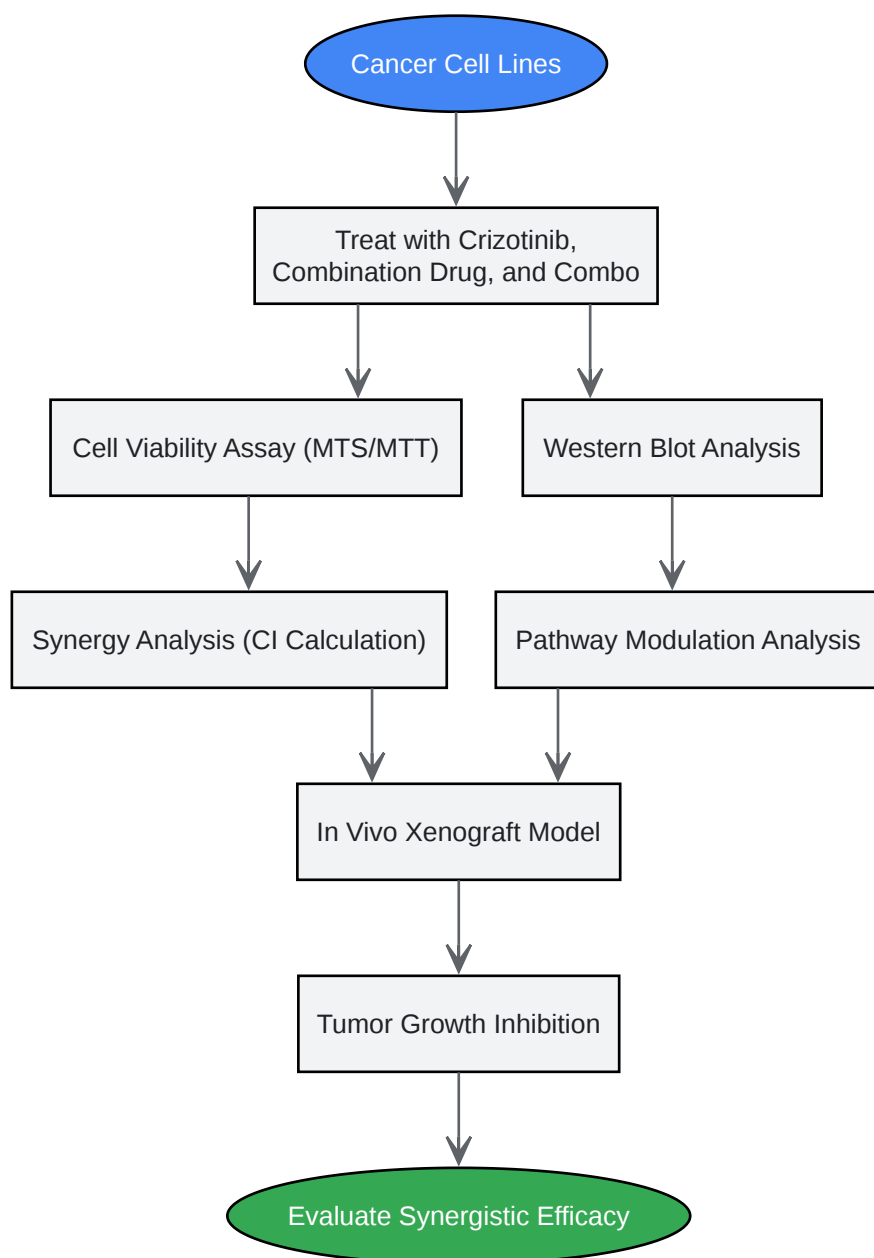 Cancer Cell Lines
Treat with Crizotinib,
Combination Drug, and Combo
Cell Viability Assay (MTS/MTT)
Western Blot Analysis
Synergy Analysis (CI Calculation)
Pathway Modulation Analysis
In Vivo Xenograft Model
Tumor Growth Inhibition
Evaluate Synergistic Efficacy